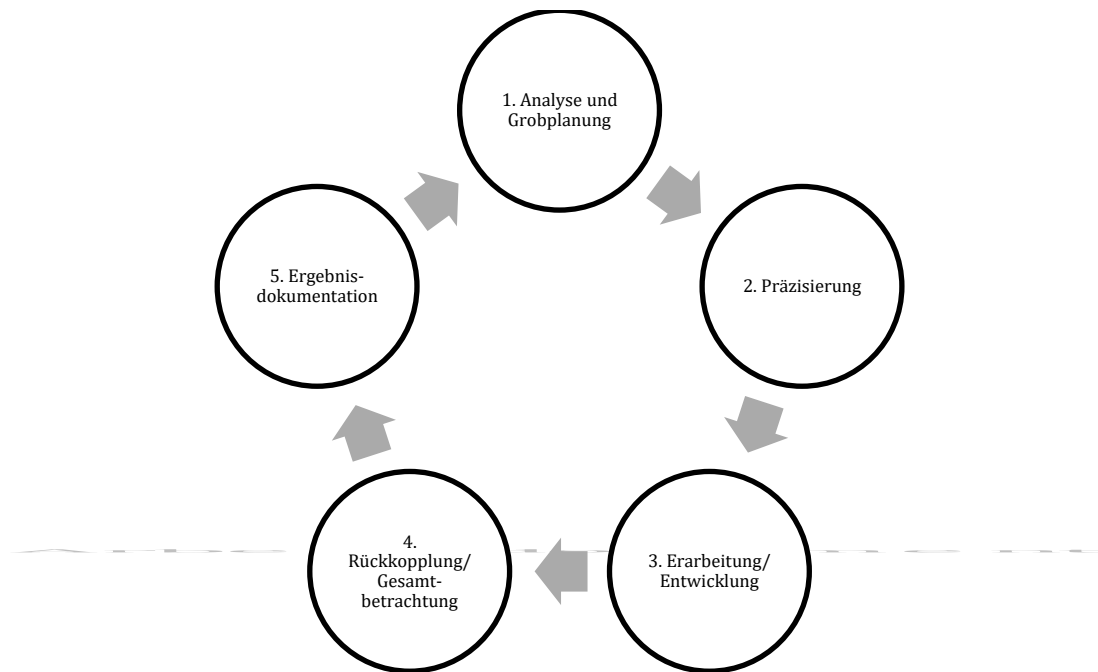 1. Analyse und
Grobplanung
2. Präzisierung
3. Erarbeitung/
Entwicklung
4.
Rückkopplung/
Gesamt-
betrachtung
5. Ergebnis-
dokumentation